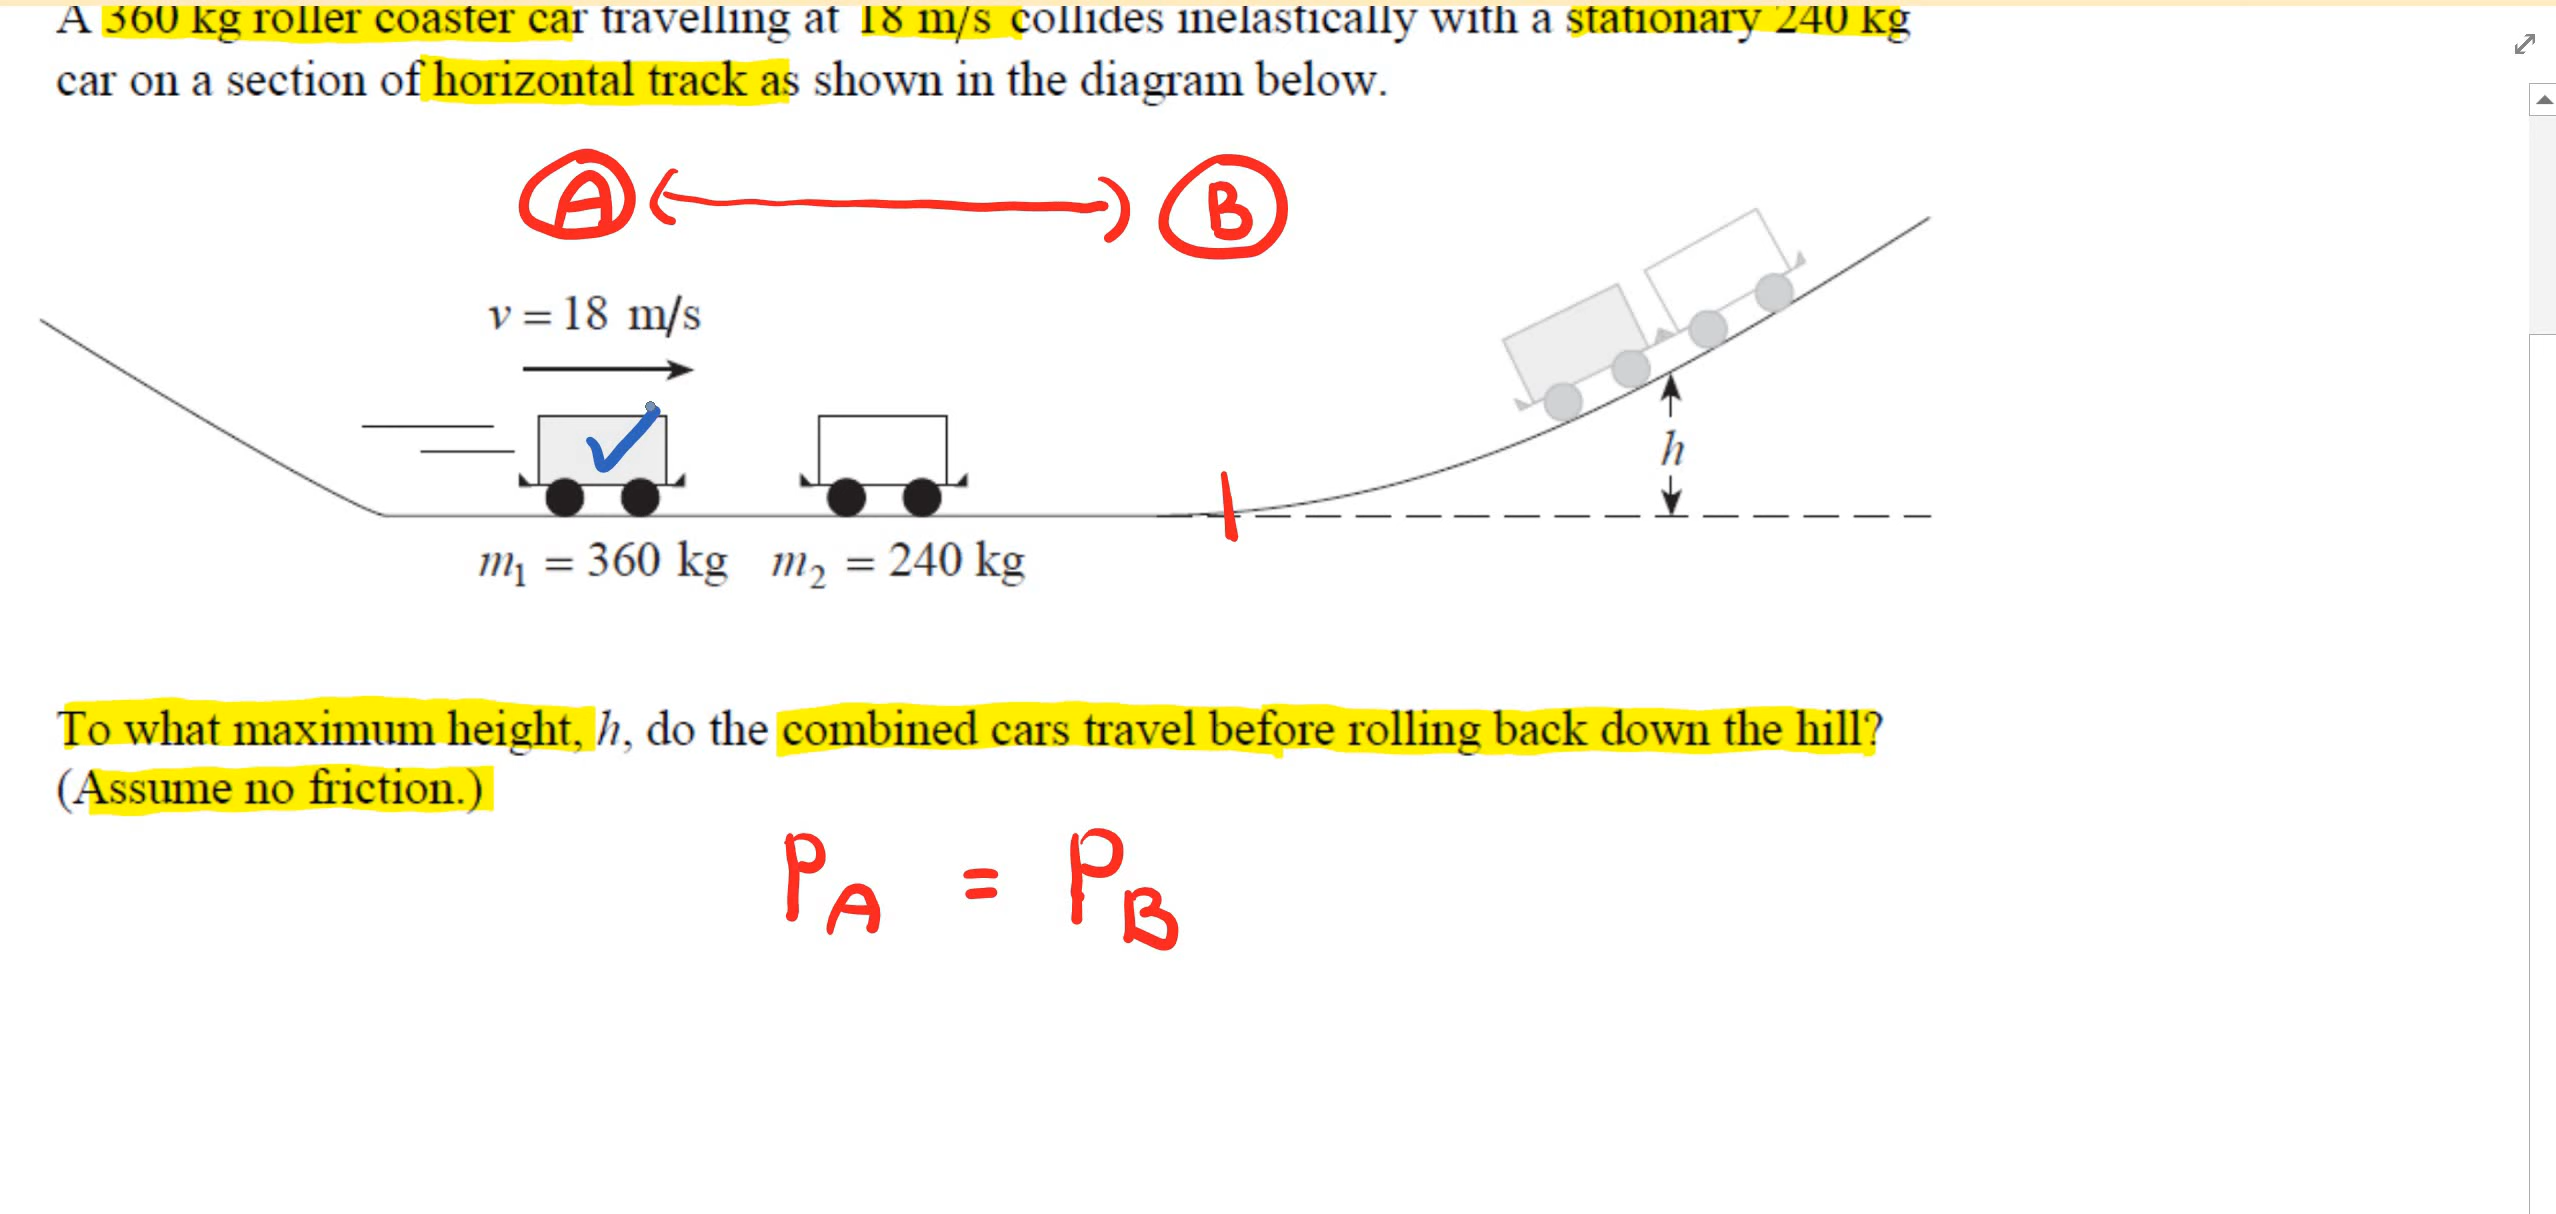 A 360 kg roller coaster car travelling at 18 m/s collides inelastically with a stationary 240 kg
car on a section of horizontal track as shown in the diagram below.
A B
v = 18 m/s
h
m₁ = 360 kg m₂ = 240 kg
To what maximum height, h, do the combined cars travel before rolling back down the hill?
(Assume no friction.)
P_A = P_B